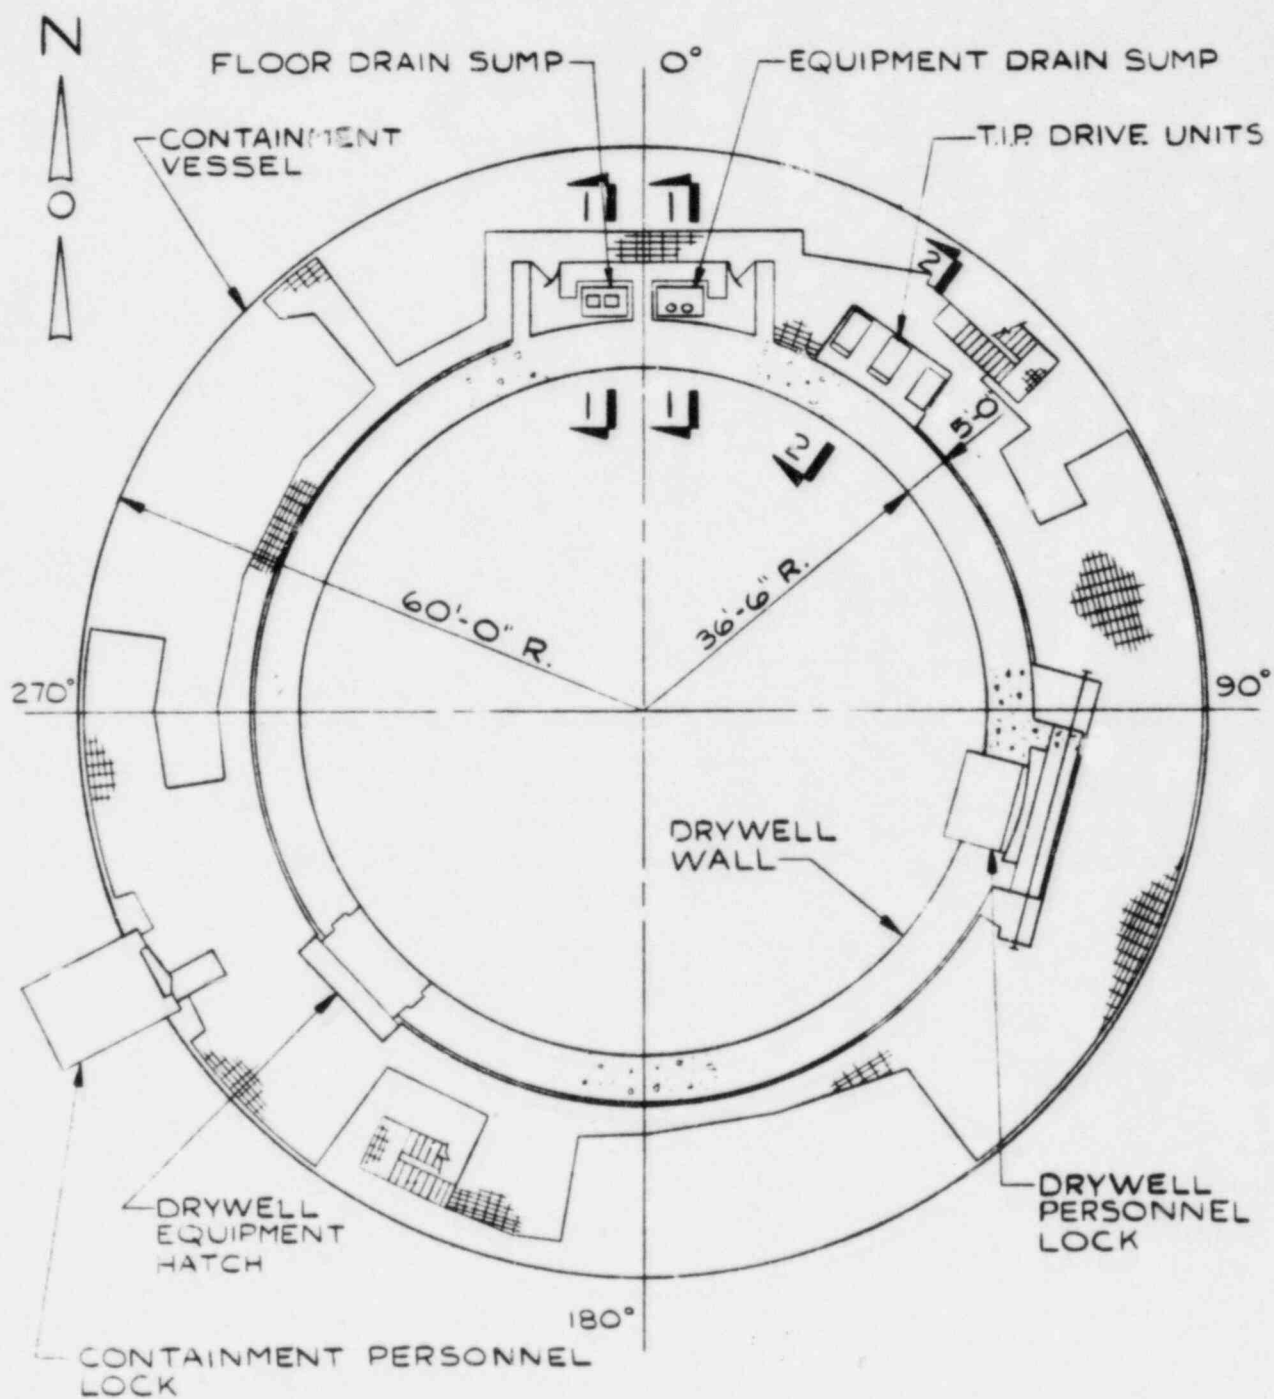 N
FLOOR DRAIN SUMP
0°
EQUIPMENT DRAIN SUMP
CONTAINMENT
VESSEL
T.I.P. DRIVE UNITS
1
1
2
1
1
2
5'-0"
60'-0" R.
36'-6" R.
270°
90°
DRYWELL
WALL
DRYWELL
EQUIPMENT
HATCH
DRYWELL
PERSONNEL
LOCK
180°
CONTAINMENT PERSONNEL
LOCK